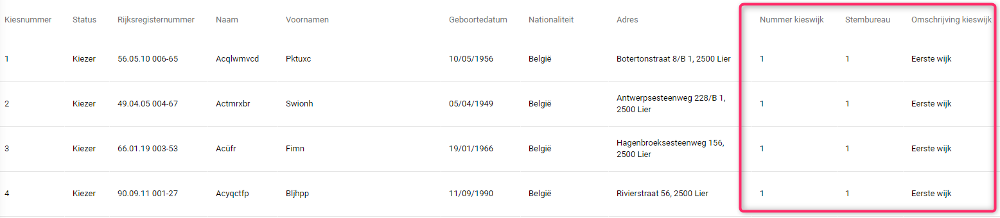 Kiesnummer Status Rijksregisternummer Naam Voornamen Geboortedatum Nationaliteit Adres Nummer kieswijk Stembureau Omschrijving kieswijk
1 Kiezer 56.05.10 006-65 Acqlwmvcd Pktuxc 10/05/1956 België Botertonstraat 8/B 1, 2500 Lier 1 1 Eerste wijk
2 Kiezer 49.04.05 004-67 Actmrxbr Swionh 05/04/1949 België Antwerpsesteenweg 228/B 1,
2500 Lier 1 1 Eerste wijk
3 Kiezer 66.01.19 003-53 Acüfr Fimn 19/01/1966 België Hagenbroeksesteenweg 156,
2500 Lier 1 1 Eerste wijk
4 Kiezer 90.09.11 001-27 Acyqctfp Bljhpp 11/09/1990 België Rivierstraat 56, 2500 Lier 1 1 Eerste wijk